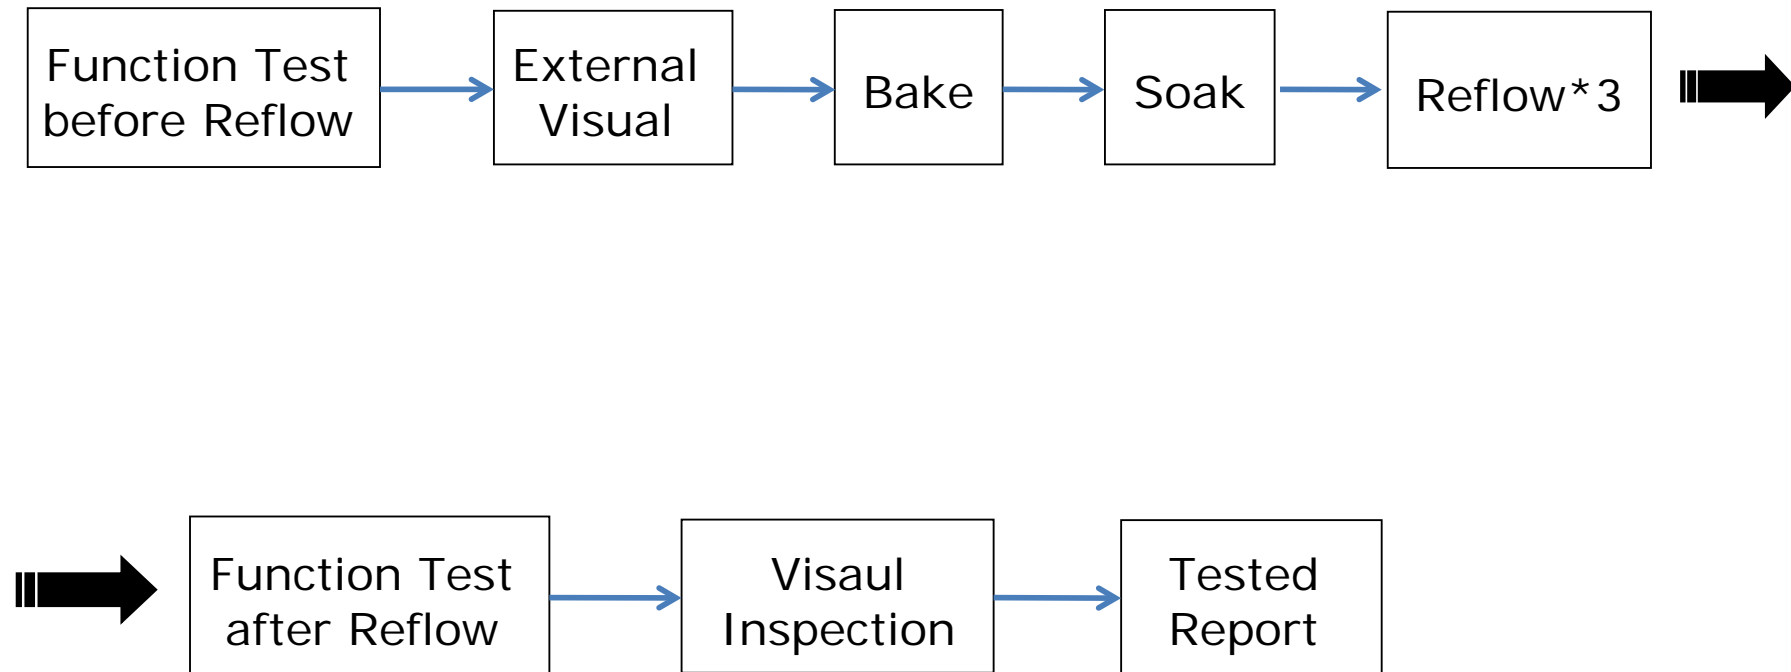 Function Test
before Reflow
External
Visual
Bake
Soak
Reflow*3
Function Test
after Reflow
Visaul
Inspection
Tested
Report